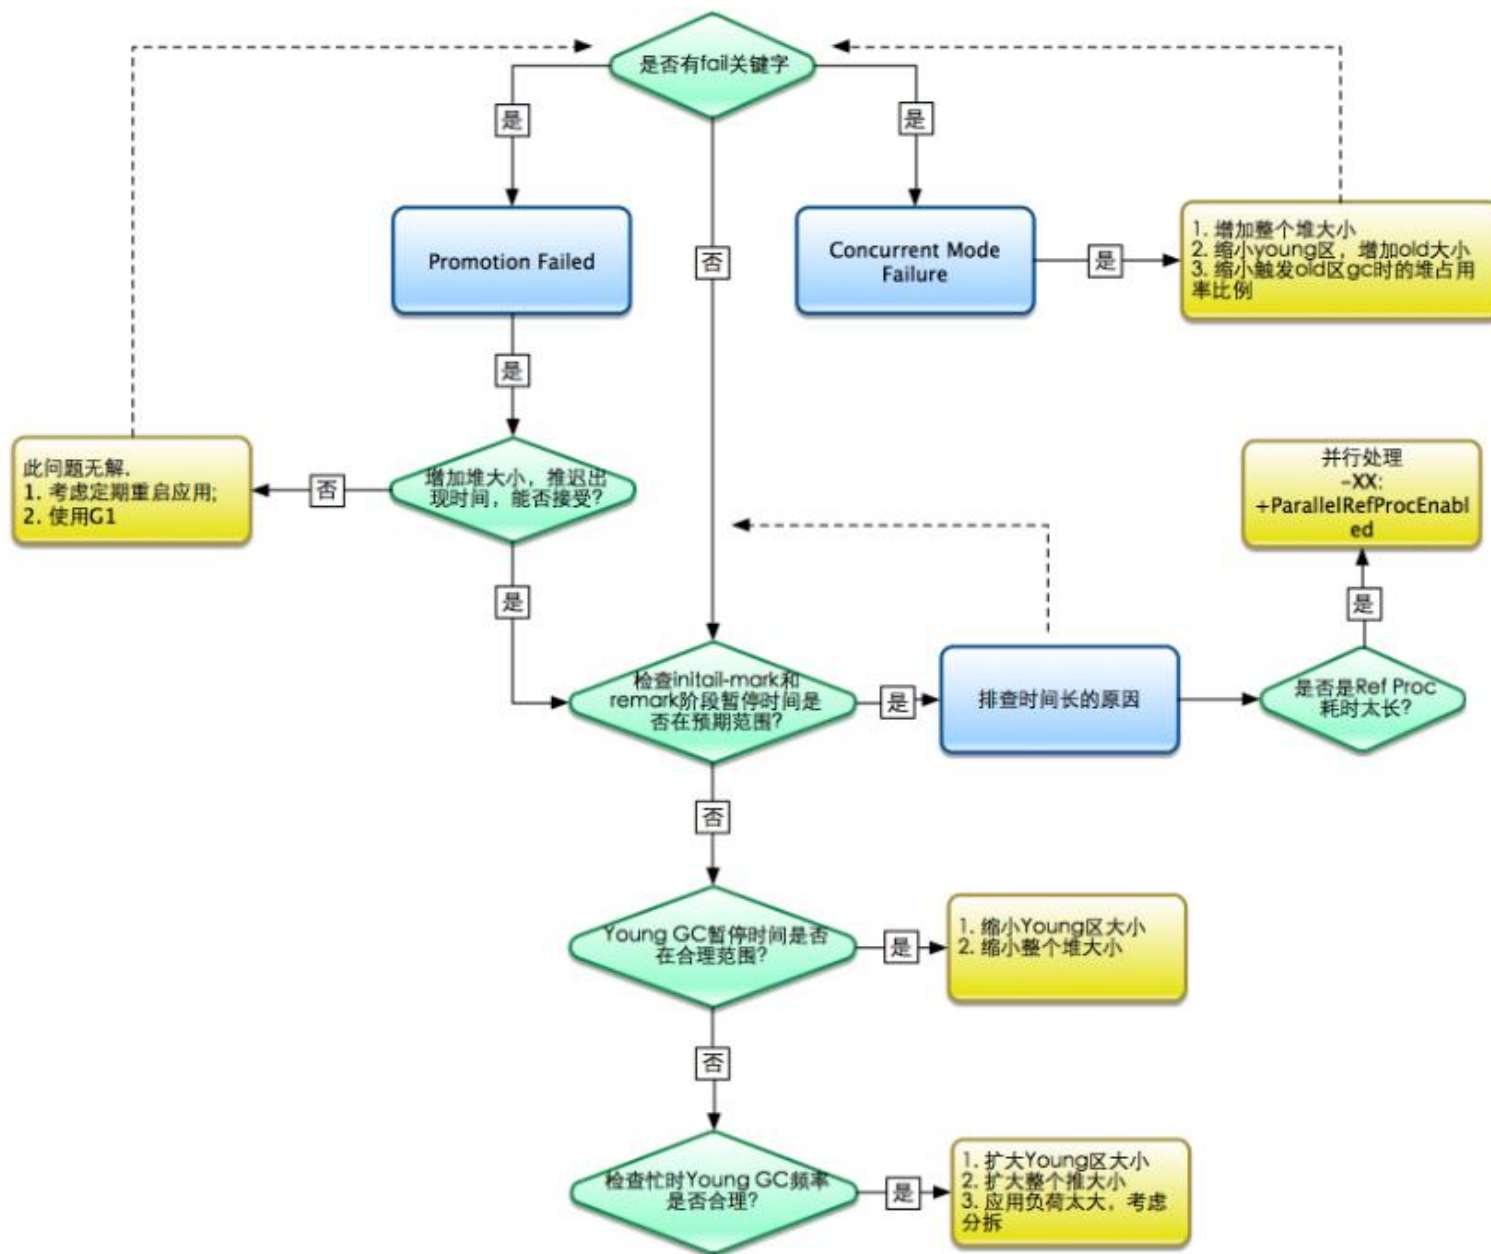 是否有fail关键字
是
是
Promotion Failed
否
Concurrent Mode
Failure
是
1. 增加整个堆大小
2. 缩小young区，增加old大小
3. 缩小触发old区gc时的堆占用
率比例
是
此问题无解.
1. 考虑定期重启应用;
2. 使用G1
否
增加堆大小，推迟出
现时间，能否接受?
并行处理
-XX:
+ParallelRefProcEnabl
ed
是
是
检查initail-mark和
remark阶段暂停时间是
否在预期范围?
是
排查时间长的原因
是否是Ref Proc
耗时太长?
否
Young GC暂停时间是否
在合理范围?
是
1. 缩小Young区大小
2. 缩小整个堆大小
否
检查忙时Young GC频率
是否合理?
是
1. 扩大Young区大小
2. 扩大整个推大小
3. 应用负荷太大，考虑
分拆